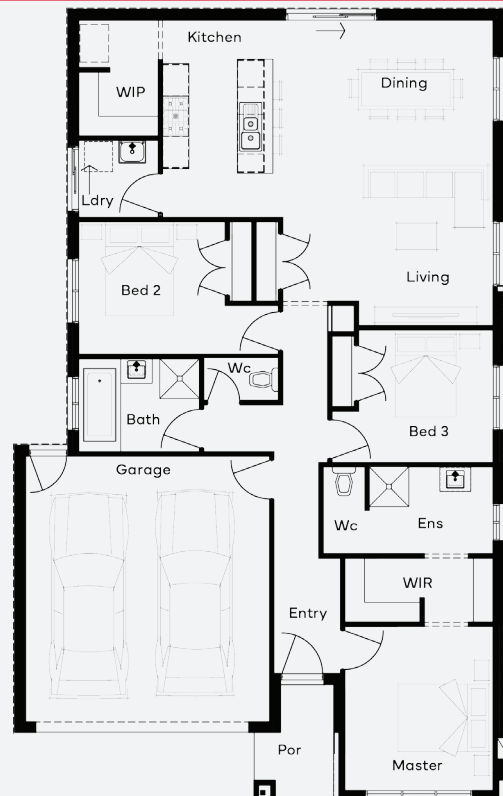 Kitchen
Dining
WIP
Ldry
Living
Bed 2
Wc
Bath
Bed 3
Garage
Wc
Ens
WIR
Entry
Por
Master